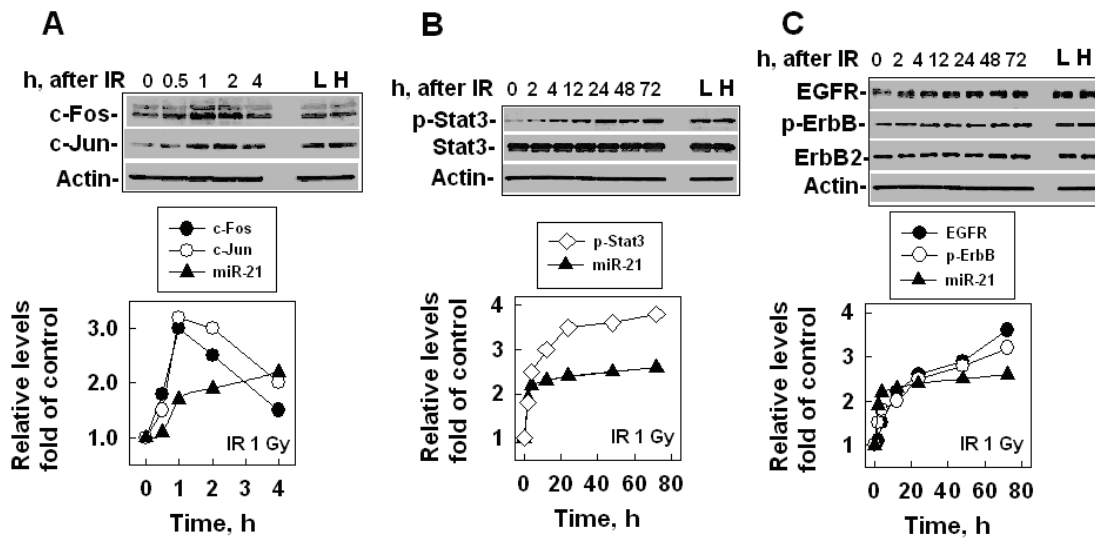 A
h, after IR 0 0.5 1 2 4 L H
c-Fos-
c-Jun-
Actin-
c-Fos
c-Jun
miR-21
Relative levels
fold of control
3.0
2.0
1.0
IR 1 Gy
0 1 2 3 4
Time, h
B
h, after IR 0 2 4 12 24 48 72 L H
p-Stat3-
Stat3-
Actin-
p-Stat3
miR-21
Relative levels
fold of control
4
3
2
1
IR 1 Gy
0 20 40 60 80
Time, h
C
h, after IR 0 2 4 12 24 48 72 L H
EGFR-
p-ErbB-
ErbB2-
Actin-
EGFR
p-ErbB
miR-21
Relative levels
fold of control
4
3
2
1
IR 1 Gy
0 20 40 60 80
Time, h